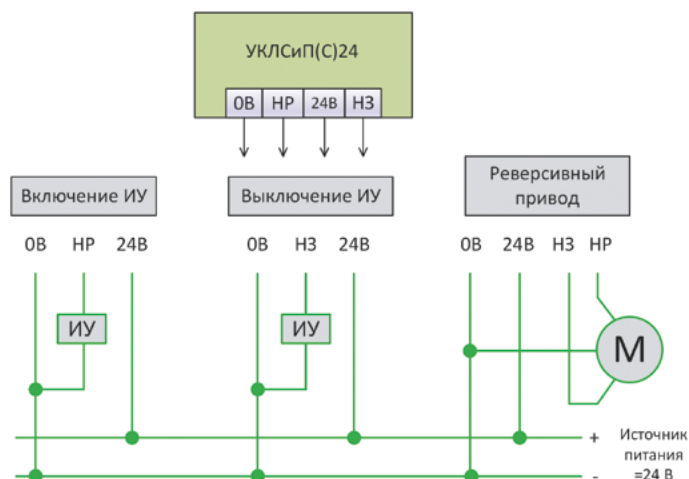 УКЛСиП(С)24
0В НР 24В НЗ
Включение ИУ
Выключение ИУ
Реверсивный
привод
0В НР 24В
0В НЗ 24В
0В 24В НЗ НР
ИУ
ИУ
М
+ Источник
питания
- =24 В